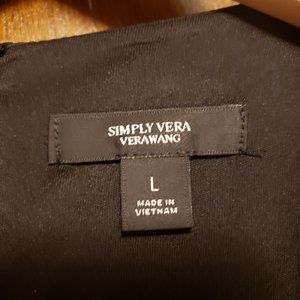 SIMPLY VERA
VERAWANG
L
MADE IN
VIETNAM